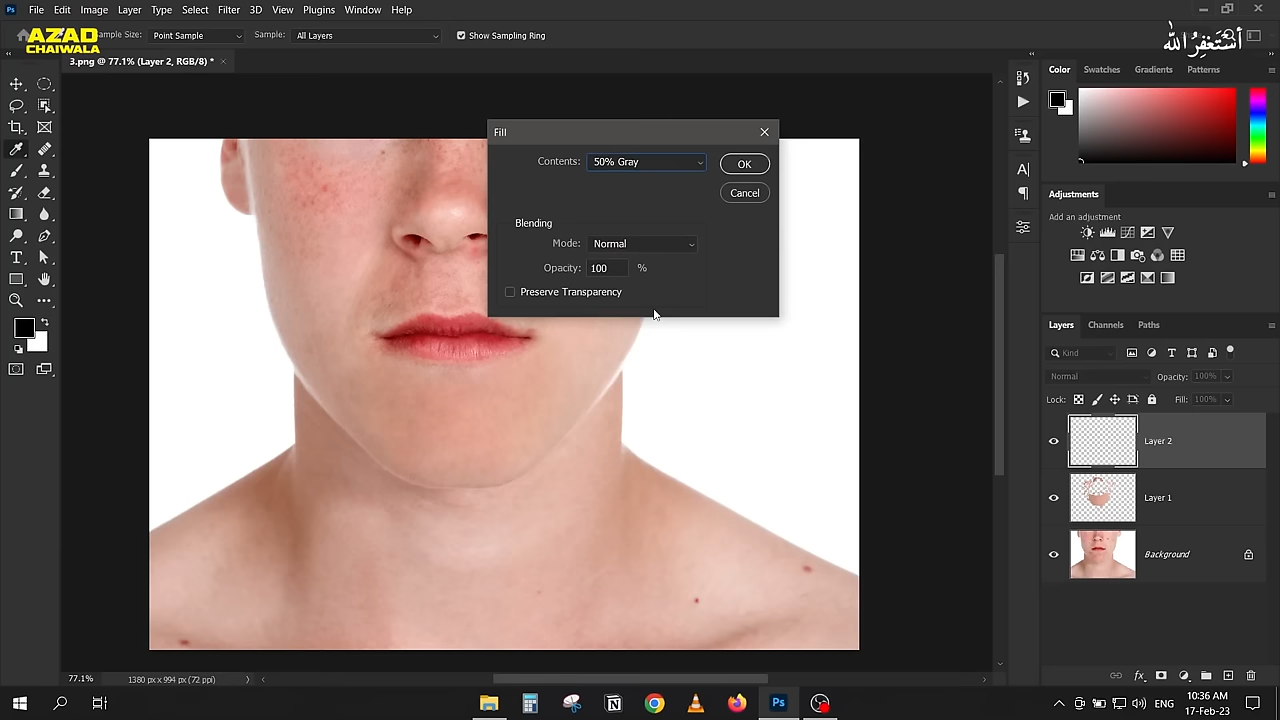 Ps File Edit Image Layer Type Select Filter 3D View Plugins Window Help
AZAD
CHAIWALA
Sample Size: Point Sample Sample: All Layers Show Sampling Ring
أستغفر الله
3.png @ 77.1% (Layer 2, RGB/8) *
Color Swatches Gradients Patterns
Fill
Contents: 50% Gray
OK
Cancel
Blending
Mode: Normal
Opacity: 100 %
Preserve Transparency
Adjustments
Add an adjustment
Layers Channels Paths
Kind
Normal Opacity: 100%
Lock: Fill: 100%
Layer 2
Layer 1
Background
77.1% 1380 px x 994 px (72 ppi)
Ps
ENG
10:36 AM
17-Feb-23